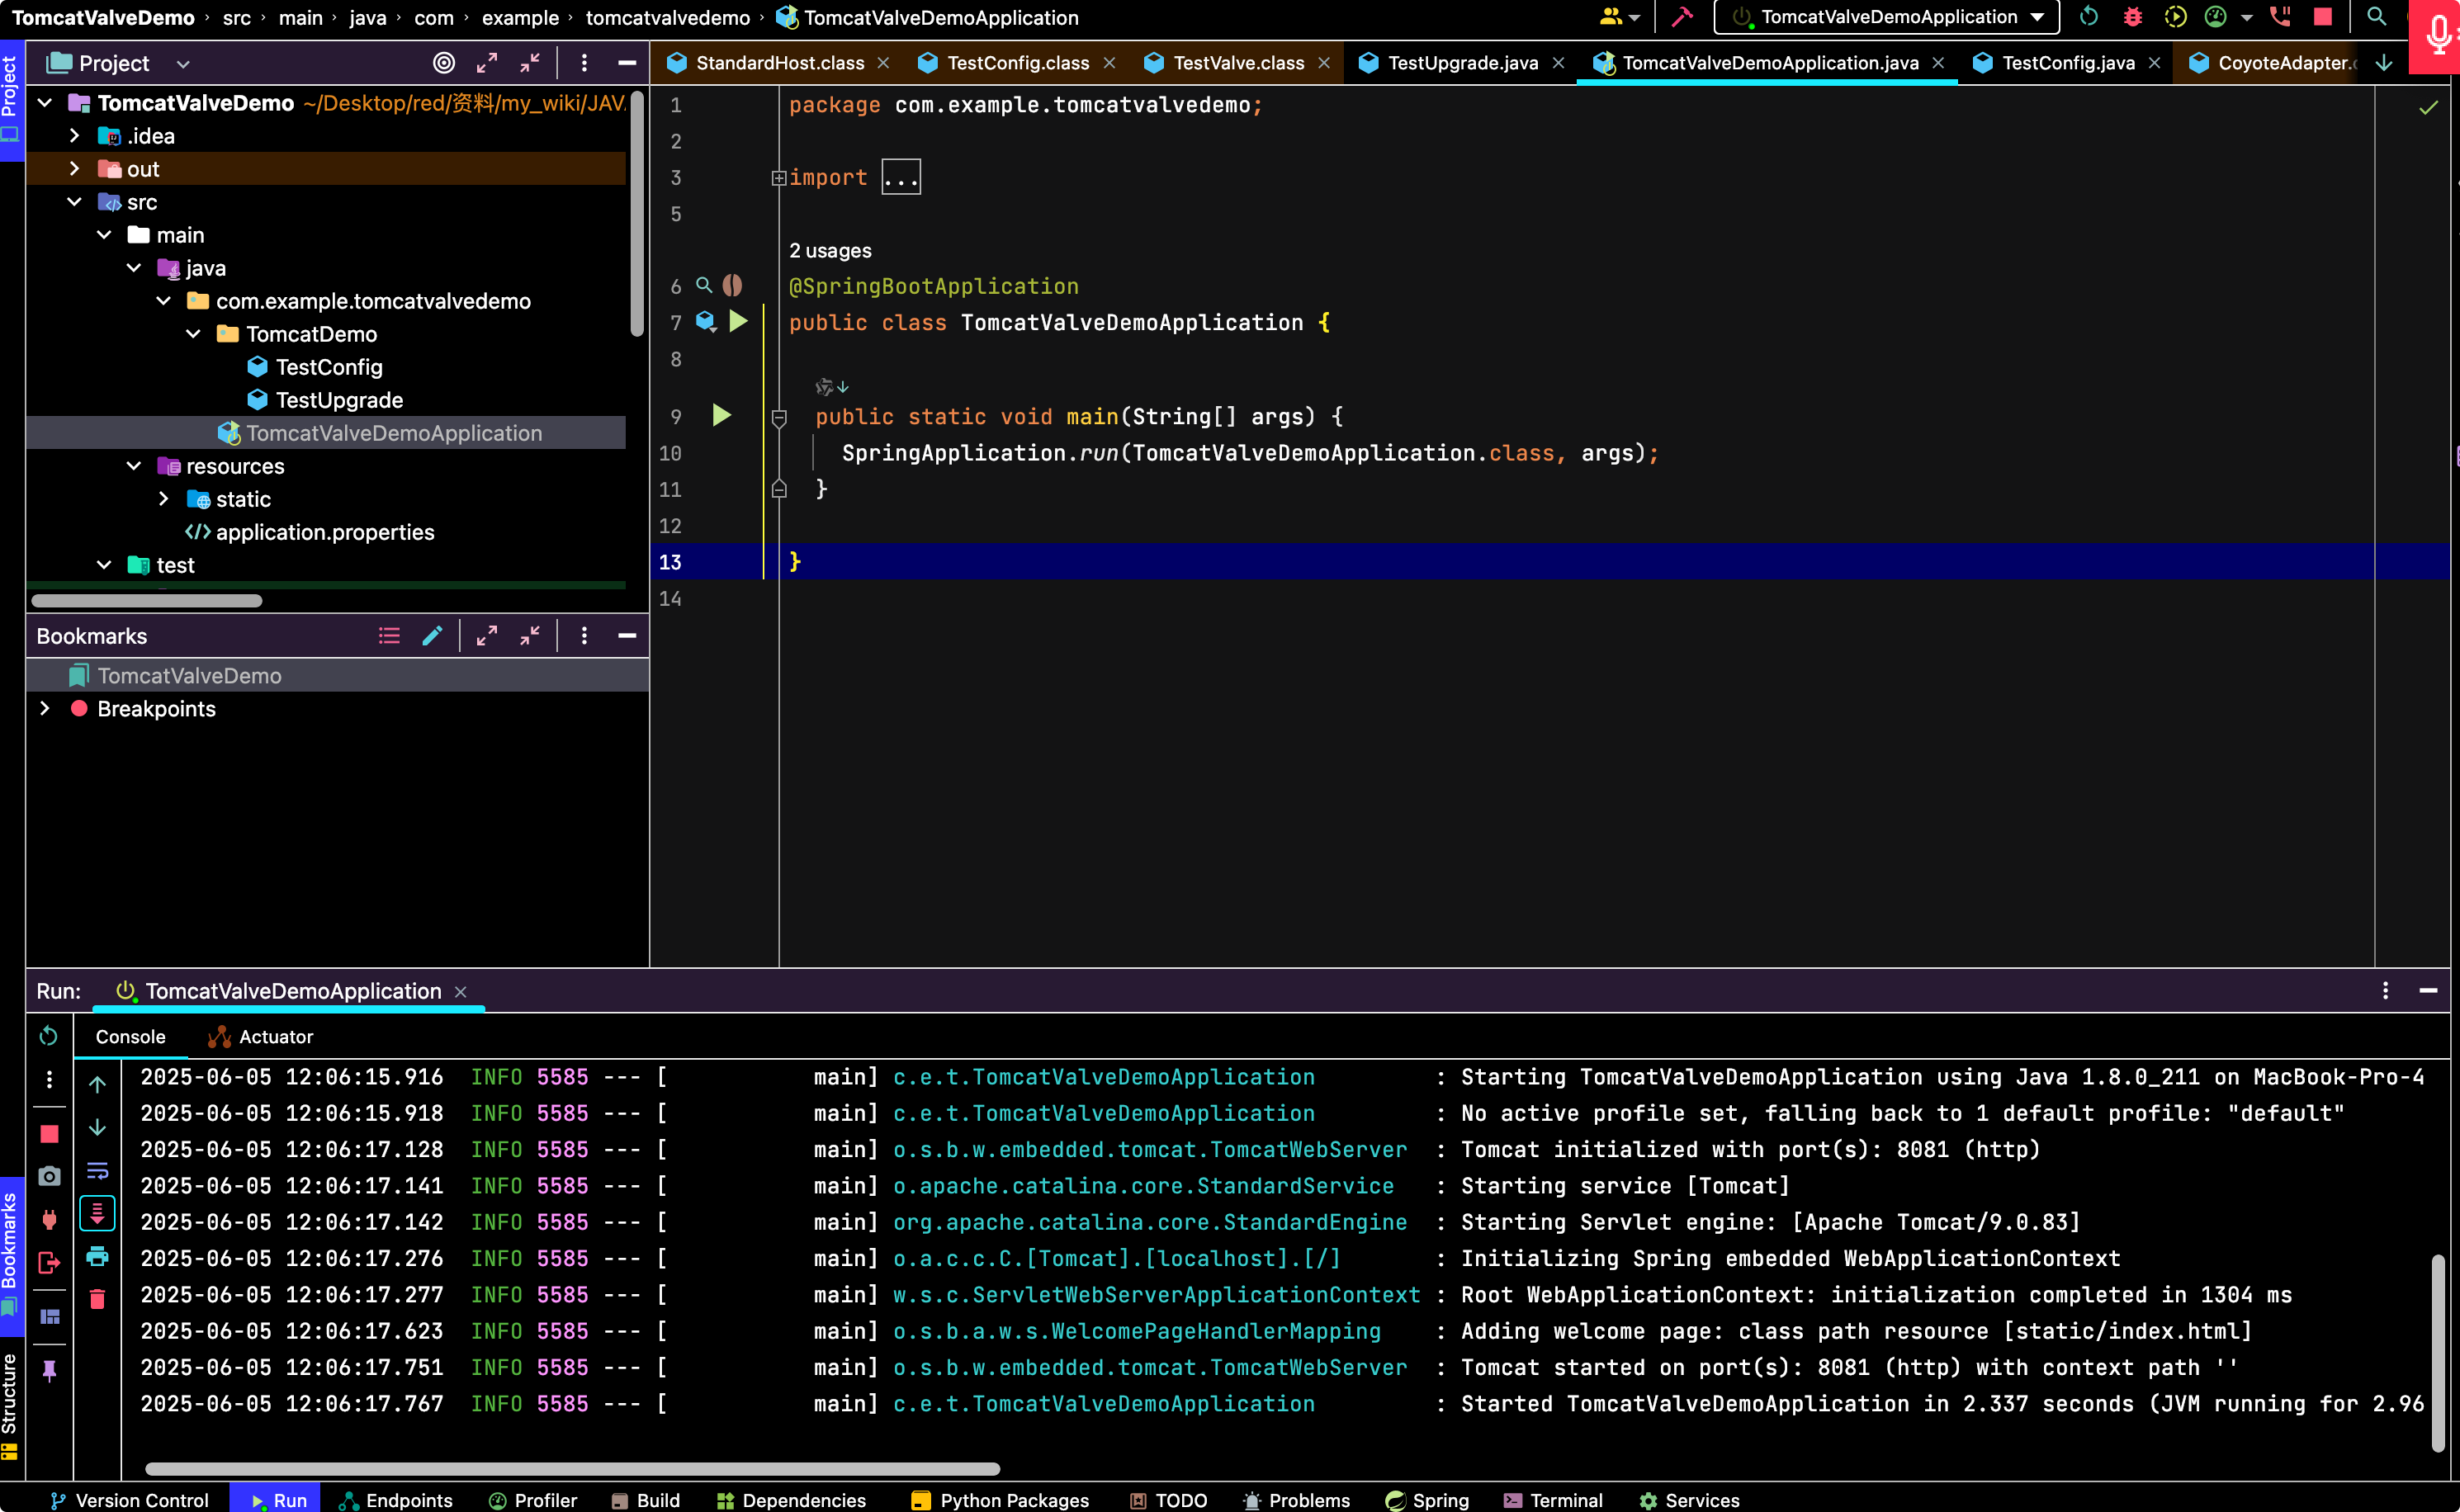 TomcatValveDemo › src › main › java › com › example › tomcatvalvedemo › TomcatValveDemoApplication
TomcatValveDemoApplication
Project
StandardHost.class
TestConfig.class
TestValve.class
TestUpgrade.java
TomcatValveDemoApplication.java
TestConfig.java
CoyoteAdapter.
Project
TomcatValveDemo ~/Desktop/red/资料/my_wiki/JAV
.idea
out
src
main
java
com.example.tomcatvalvedemo
TomcatDemo
TestConfig
TestUpgrade
TomcatValveDemoApplication
resources
static
application.properties
test
1 package com.example.tomcatvalvedemo;
2
3 import ...
5
2 usages
6 @SpringBootApplication
7 public class TomcatValveDemoApplication {
8
9 public static void main(String[] args) {
10 SpringApplication.run(TomcatValveDemoApplication.class, args);
11 }
12
13 }
14
Bookmarks
TomcatValveDemo
Breakpoints
Run: TomcatValveDemoApplication
Console Actuator
2025-06-05 12:06:15.916 INFO 5585 --- [ main] c.e.t.TomcatValveDemoApplication : Starting TomcatValveDemoApplication using Java 1.8.0_211 on MacBook-Pro-4
2025-06-05 12:06:15.918 INFO 5585 --- [ main] c.e.t.TomcatValveDemoApplication : No active profile set, falling back to 1 default profile: "default"
2025-06-05 12:06:17.128 INFO 5585 --- [ main] o.s.b.w.embedded.tomcat.TomcatWebServer : Tomcat initialized with port(s): 8081 (http)
2025-06-05 12:06:17.141 INFO 5585 --- [ main] o.apache.catalina.core.StandardService : Starting service [Tomcat]
2025-06-05 12:06:17.142 INFO 5585 --- [ main] org.apache.catalina.core.StandardEngine : Starting Servlet engine: [Apache Tomcat/9.0.83]
2025-06-05 12:06:17.276 INFO 5585 --- [ main] o.a.c.c.C.[Tomcat].[localhost].[/] : Initializing Spring embedded WebApplicationContext
2025-06-05 12:06:17.277 INFO 5585 --- [ main] w.s.c.ServletWebServerApplicationContext : Root WebApplicationContext: initialization completed in 1304 ms
2025-06-05 12:06:17.623 INFO 5585 --- [ main] o.s.b.a.w.s.WelcomePageHandlerMapping : Adding welcome page: class path resource [static/index.html]
2025-06-05 12:06:17.751 INFO 5585 --- [ main] o.s.b.w.embedded.tomcat.TomcatWebServer : Tomcat started on port(s): 8081 (http) with context path ''
2025-06-05 12:06:17.767 INFO 5585 --- [ main] c.e.t.TomcatValveDemoApplication : Started TomcatValveDemoApplication in 2.337 seconds (JVM running for 2.96
Bookmarks
Structure
Version Control Run Endpoints Profiler Build Dependencies Python Packages TODO Problems Spring Terminal Services